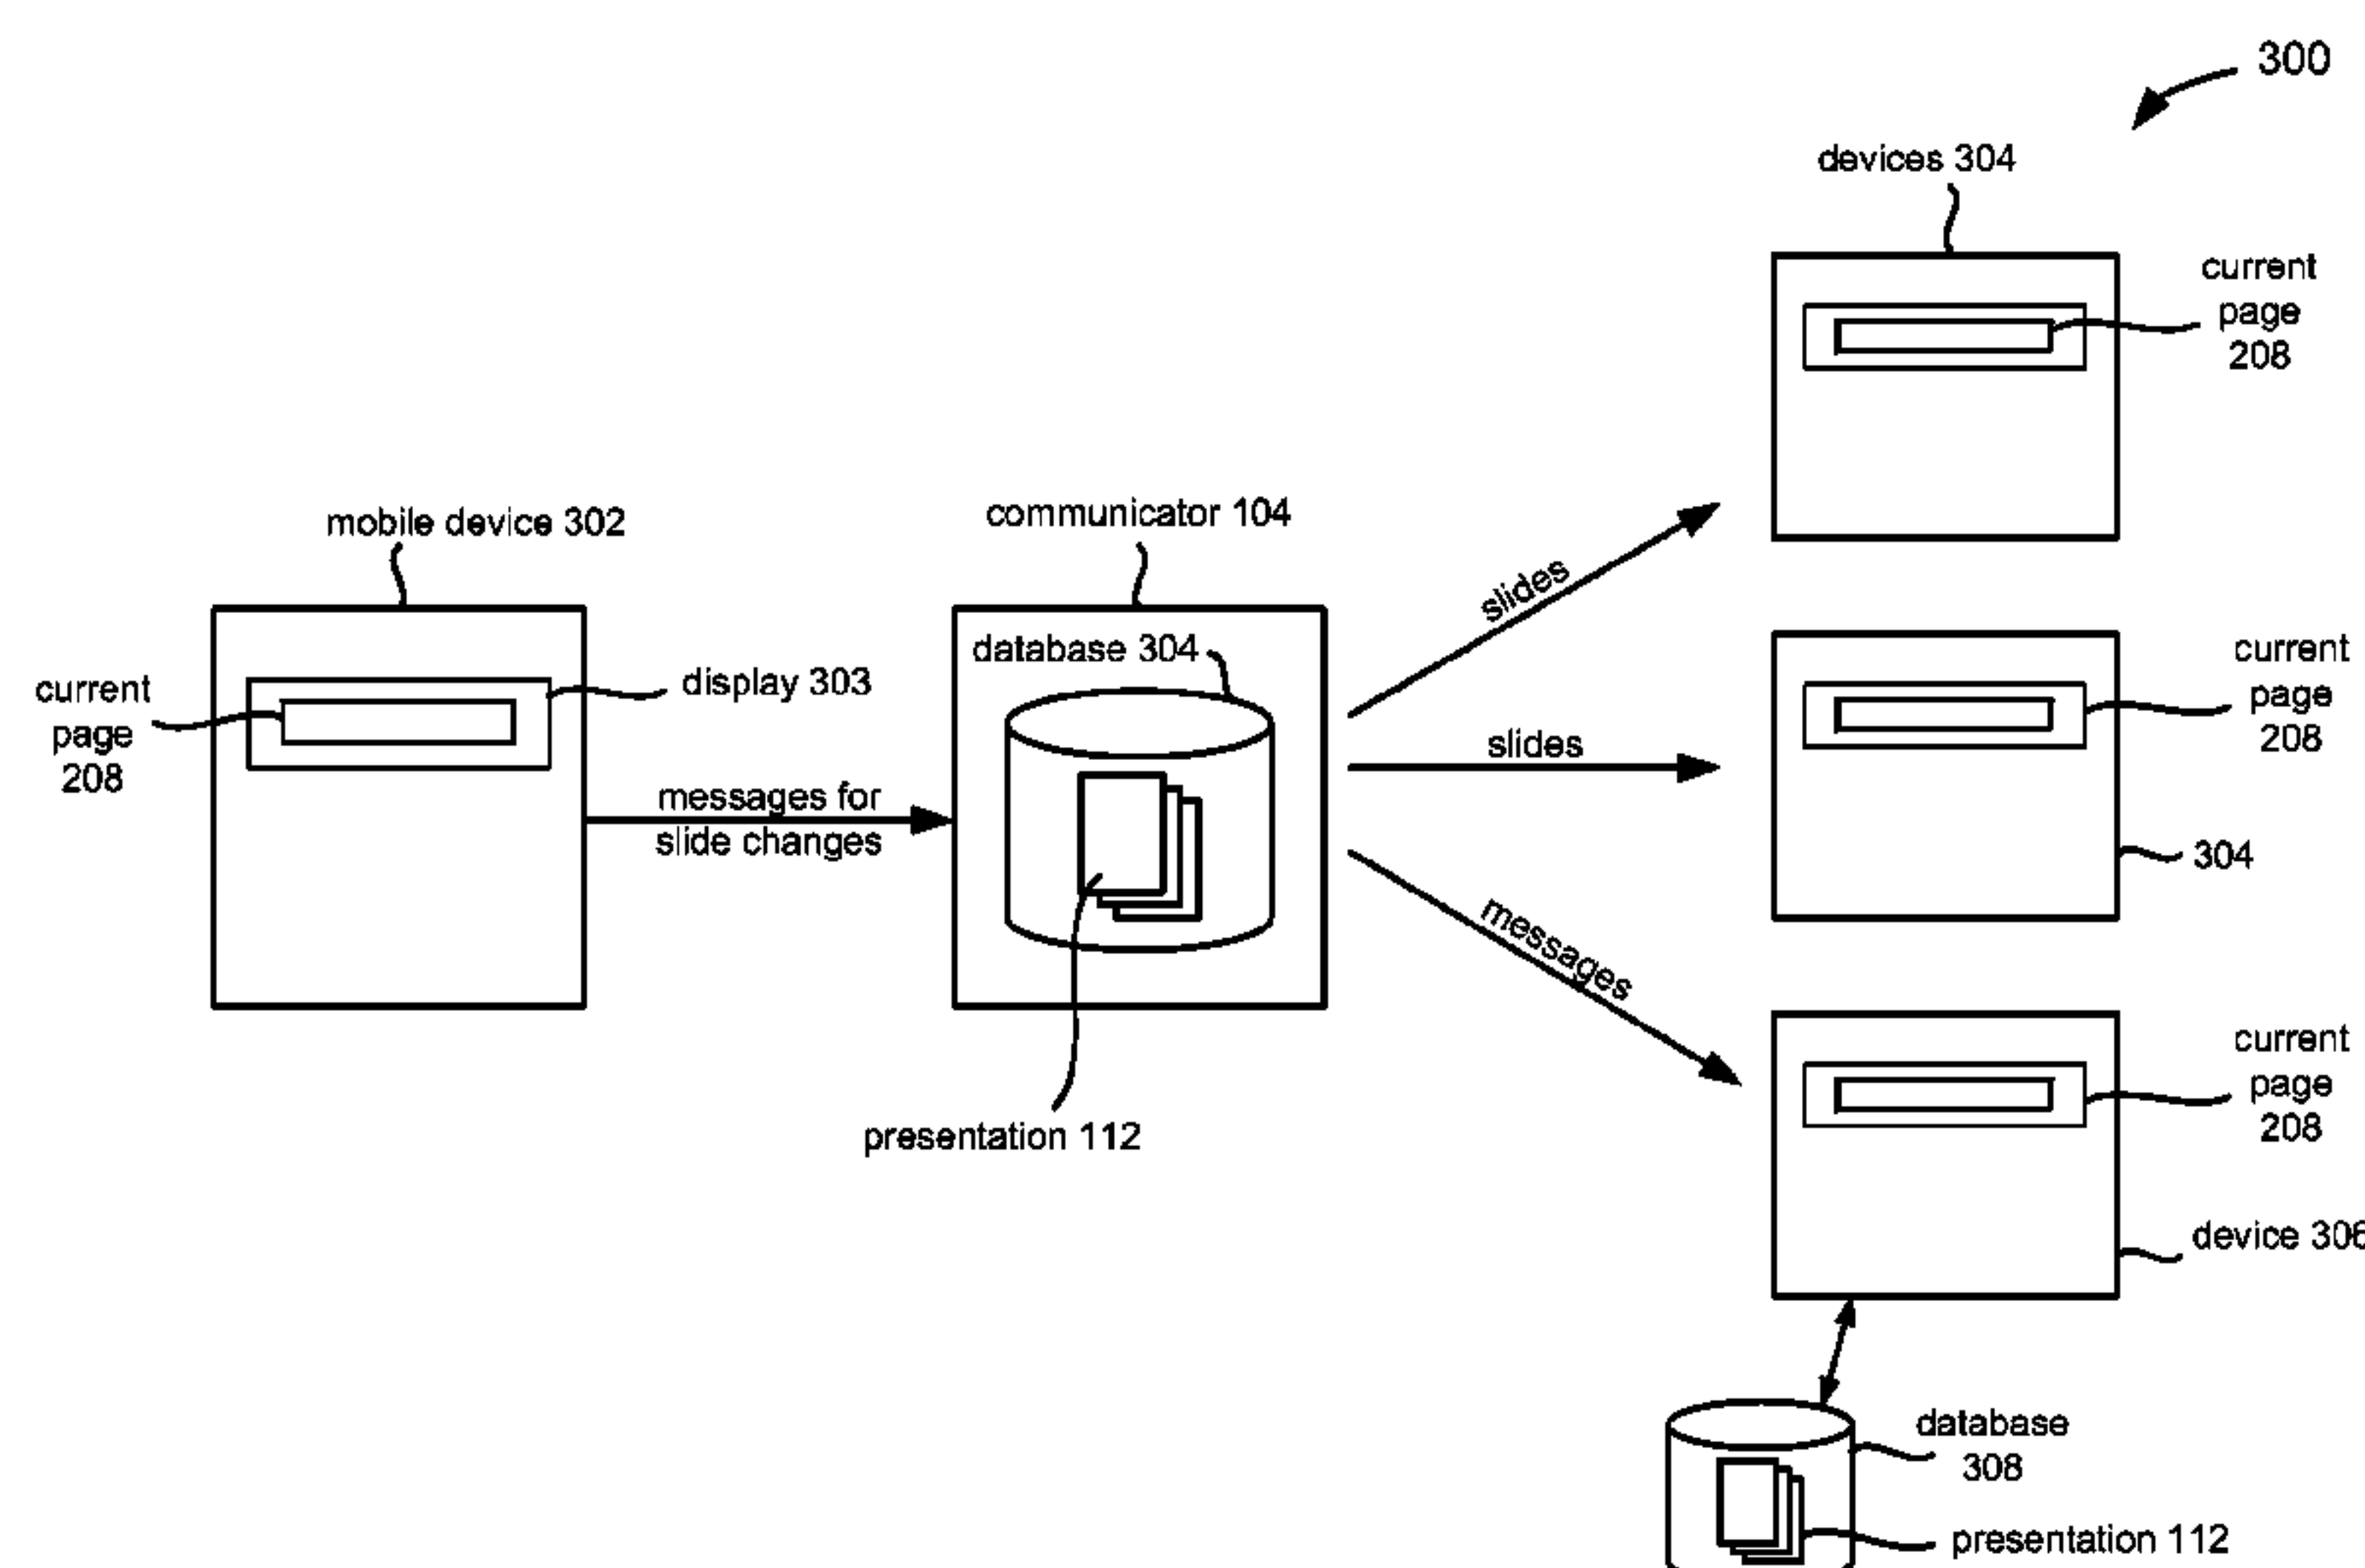 300
devices 304
current
page
208
mobile device 302
communicator 104
database 304
display 303
current
page
208
messages for
slide changes
presentation 112
slides
slides
messages
current
page
208
304
current
page
208
device 306
database
308
presentation 112